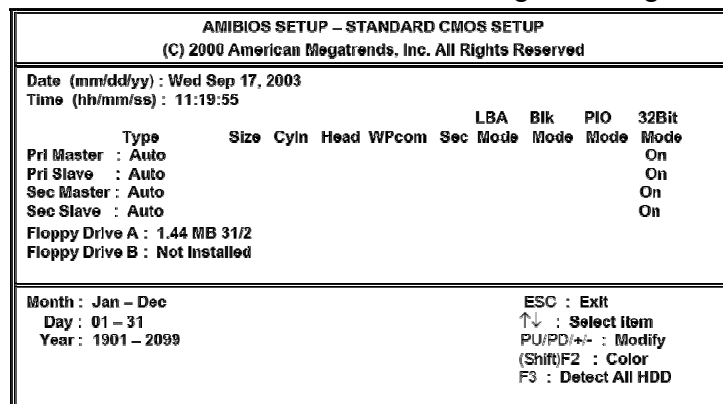 AMIBIOS SETUP – STANDARD CMOS SETUP
(C) 2000 American Megatrends, Inc. All Rights Reserved
Date (mm/dd/yy) : Wed Sep 17, 2003
Time (hh/mm/ss) : 11:19:55
LBA Blk PIO 32Bit
Type Size Cyln Head WPcom Sec Mode Mode Mode Mode
Pri Master : Auto On
Pri Slave : Auto On
Sec Master : Auto On
Sec Slave : Auto On
Floppy Drive A : 1.44 MB 31/2
Floppy Drive B : Not Installed
Month : Jan – Dec ESC : Exit
Day : 01 – 31 ↑↓ : Select item
Year : 1901 – 2099 PU/PD/+/- : Modify
(Shift)F2 : Color
F3 : Detect All HDD